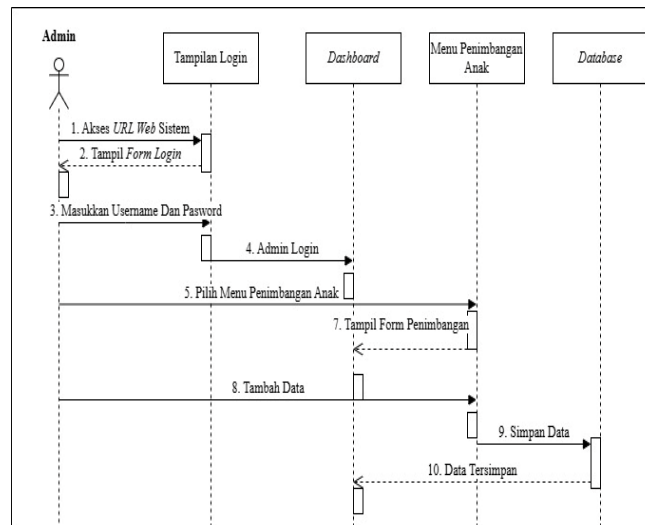 Admin
Tampilan Login
Dashboard
Menu Penimbangan
Anak
Database
1. Akses URL Web Sistem
2. Tampil Form Login
3. Masukkan Username Dan Pasword
4. Admin Login
5. Pilih Menu Penimbangan Anak
7. Tampil Form Penimbangan
8. Tambah Data
9. Simpan Data
10. Data Tersimpan